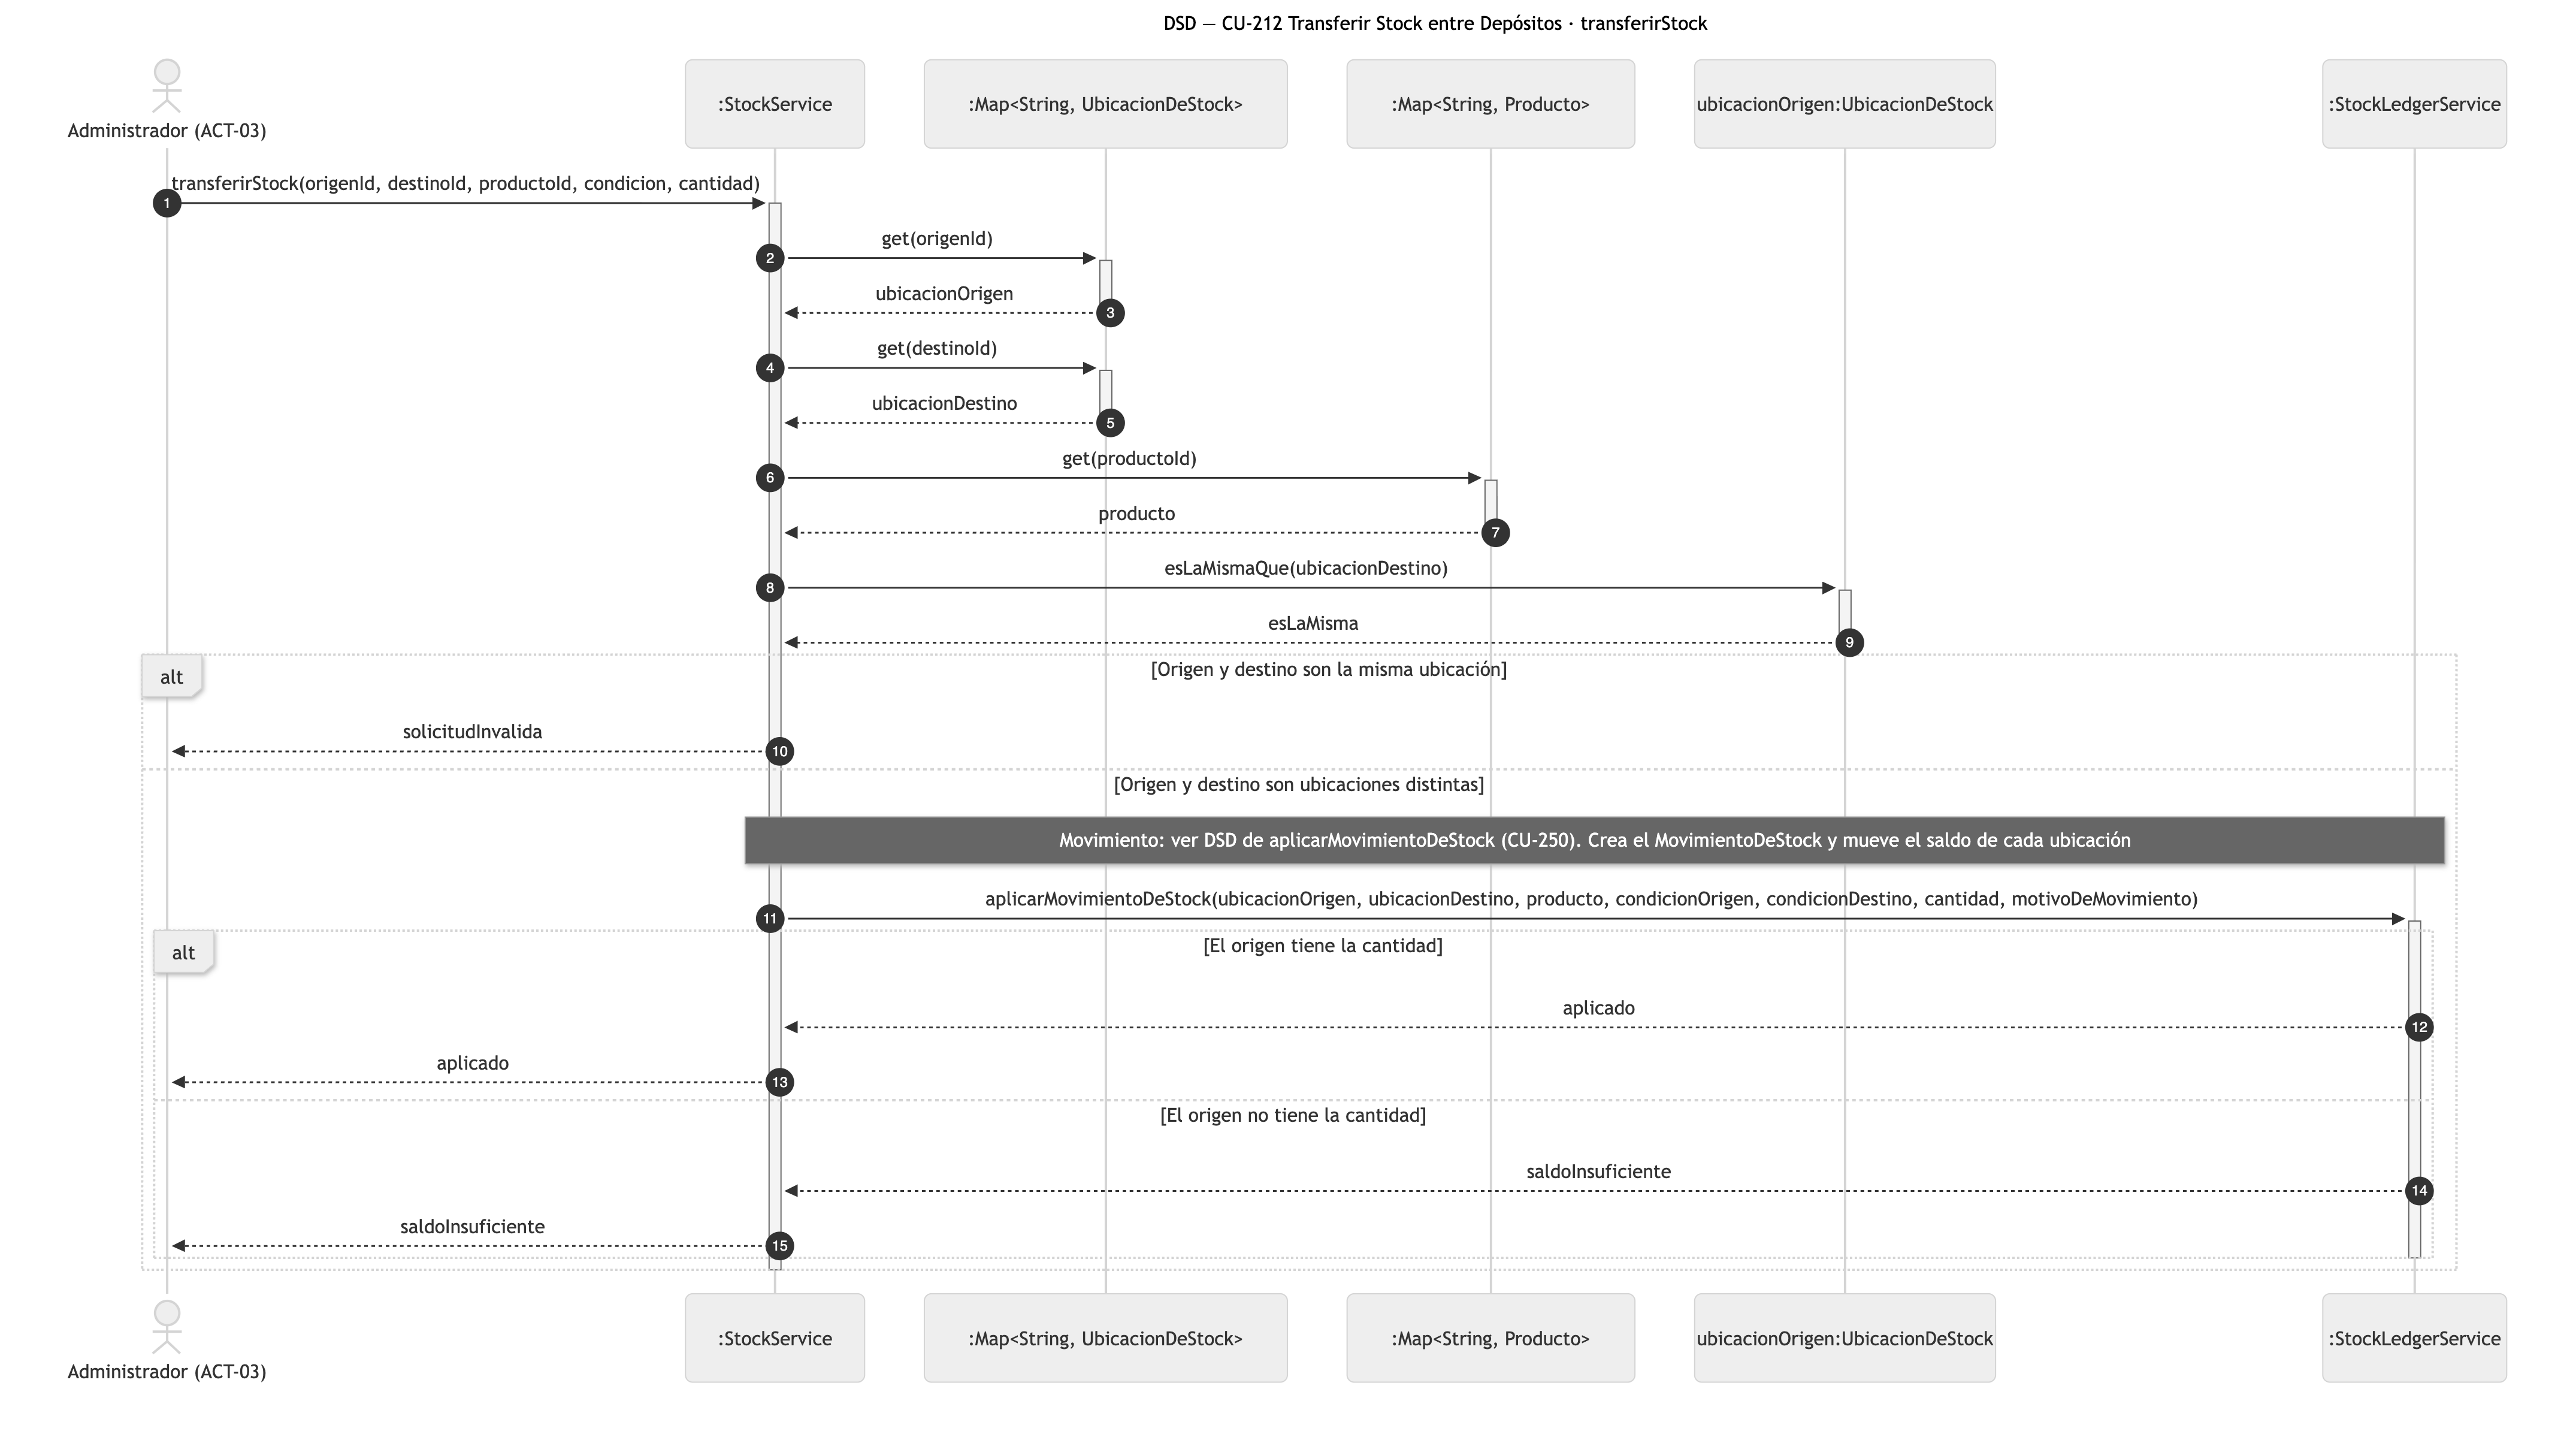 DSD — CU-212 Transferir Stock entre Depósitos · transferirStock
Administrador (ACT-03)
:StockService
:Map<String, UbicacionDeStock>
:Map<String, Producto>
ubicacionOrigen:UbicacionDeStock
:StockLedgerService
transferirStock(origenId, destinoId, productoId, condicion, cantidad)
1
get(origenId)
2
ubicacionOrigen
3
get(destinoId)
4
ubicacionDestino
5
get(productoId)
6
producto
7
esLaMismaQue(ubicacionDestino)
8
esLaMisma
9
alt
[Origen y destino son la misma ubicación]
solicitudInvalida
10
[Origen y destino son ubicaciones distintas]
Movimiento: ver DSD de aplicarMovimientoDeStock (CU-250). Crea el MovimientoDeStock y mueve el saldo de cada ubicación
aplicarMovimientoDeStock(ubicacionOrigen, ubicacionDestino, producto, condicionOrigen, condicionDestino, cantidad, motivoDeMovimiento)
11
alt
[El origen tiene la cantidad]
aplicado
12
aplicado
13
[El origen no tiene la cantidad]
saldoInsuficiente
14
saldoInsuficiente
15
:StockService
:Map<String, UbicacionDeStock>
:Map<String, Producto>
ubicacionOrigen:UbicacionDeStock
:StockLedgerService
Administrador (ACT-03)